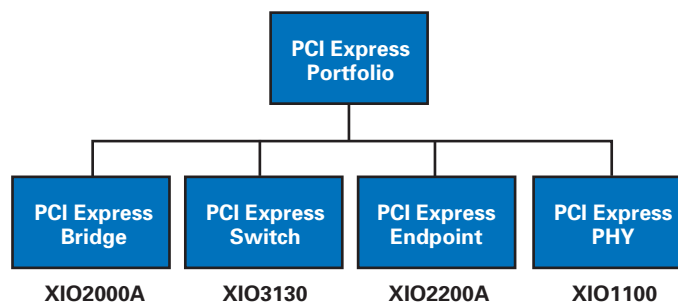 PCI Express
Portfolio
PCI Express
Bridge
PCI Express
Switch
PCI Express
Endpoint
PCI Express
PHY
XIO2000A
XIO3130
XIO2200A
XIO1100